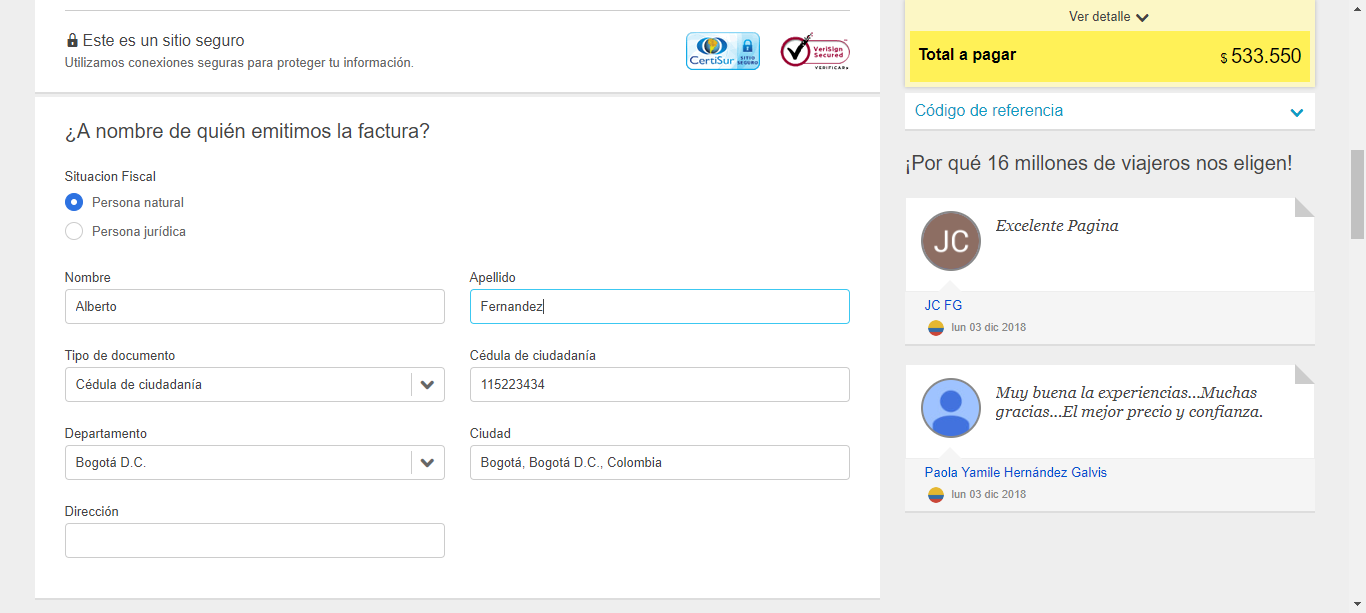 Este es un sitio seguro
Utilizamos conexiones seguras para proteger tu información.
CertiSur SITIO SEGURO
VeriSign Secured
VERIFICAR▸
¿A nombre de quién emitimos la factura?
Situacion Fiscal
Persona natural
Persona jurídica
Nombre
Apellido
Alberto
Fernandez
Tipo de documento
Cédula de ciudadanía
Cédula de ciudadanía
115223434
Departamento
Ciudad
Bogotá D.C.
Bogotá, Bogotá D.C., Colombia
Dirección
Ver detalle
Total a pagar $ 533.550
Código de referencia
¡Por qué 16 millones de viajeros nos eligen!
JC
Excelente Pagina
JC FG
lun 03 dic 2018
Muy buena la experiencias...Muchas
gracias...El mejor precio y confianza.
Paola Yamile Hernández Galvis
lun 03 dic 2018